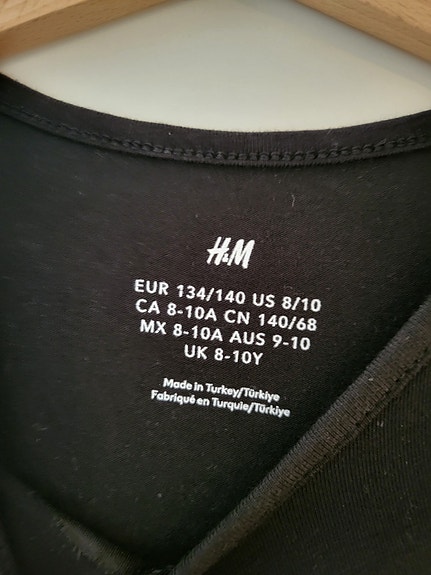 H&M
EUR 134/140 US 8/10
CA 8-10A CN 140/68
MX 8-10A AUS 9-10
UK 8-10Y
Made in Turkey/Türkiye
Fabriqué en Turquie/Türkiye